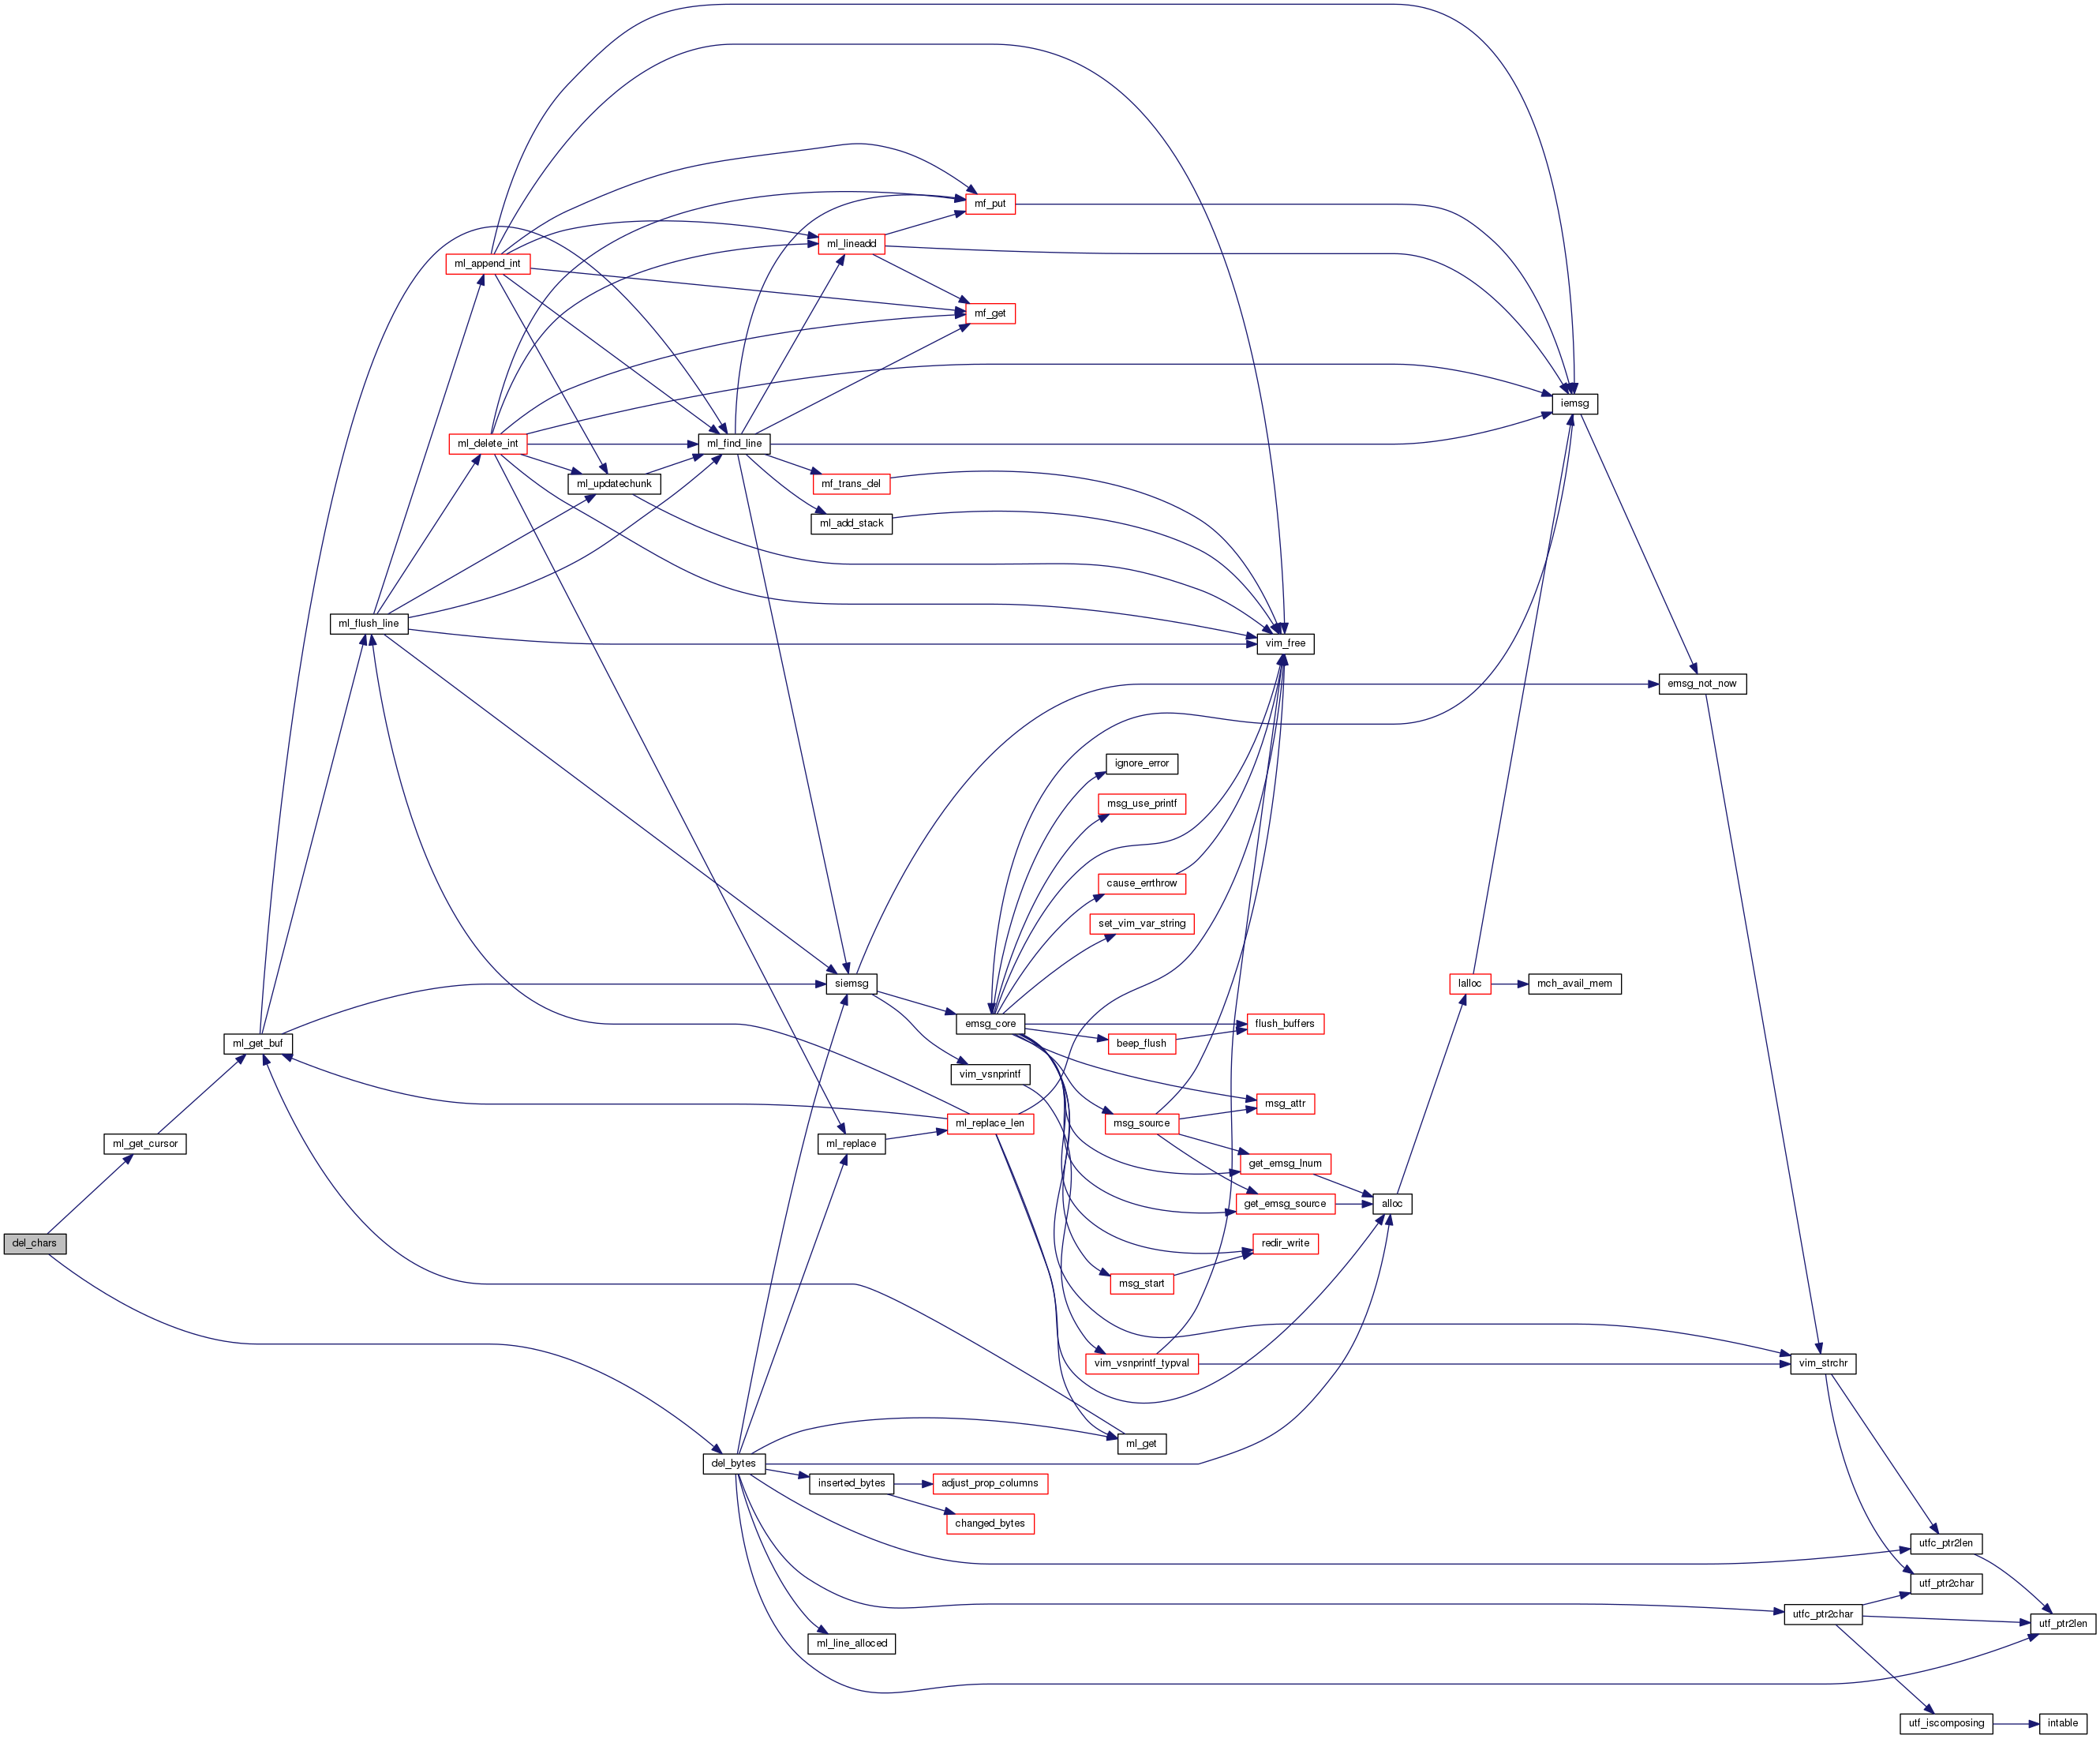 mf_put
ml_lineadd
ml_append_int
mf_get
iemsg
ml_delete_int
ml_find_line
ml_updatechunk
mf_trans_del
ml_add_stack
ml_flush_line
vim_free
emsg_not_now
ignore_error
msg_use_printf
cause_errthrow
set_vim_var_string
siemsg
lalloc
mch_avail_mem
emsg_core
flush_buffers
ml_get_buf
beep_flush
vim_vsnprintf
msg_attr
ml_replace_len
msg_source
ml_get_cursor
ml_replace
get_emsg_lnum
get_emsg_source
alloc
del_chars
redir_write
msg_start
vim_vsnprintf_typval
vim_strchr
ml_get
del_bytes
inserted_bytes
adjust_prop_columns
changed_bytes
utfc_ptr2len
utf_ptr2char
utfc_ptr2char
utf_ptr2len
ml_line_alloced
utf_iscomposing
intable